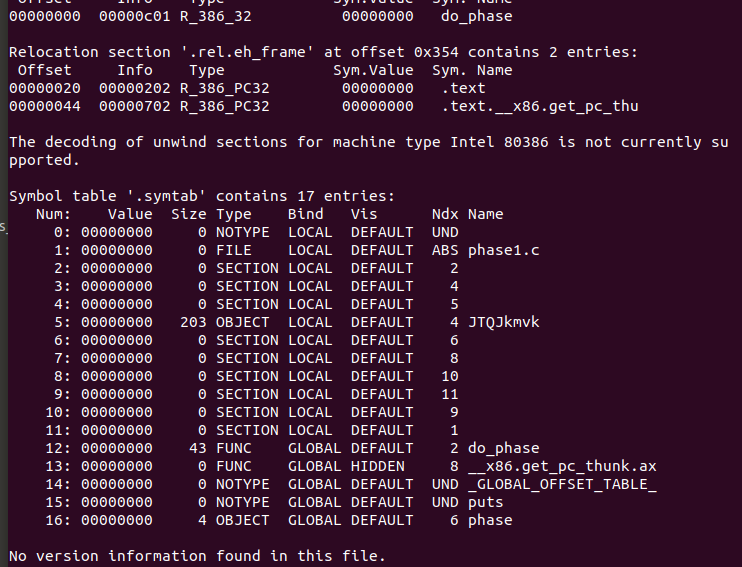 00000000  00000c01 R_386_32          00000000   do_phase

Relocation section '.rel.eh_frame' at offset 0x354 contains 2 entries:
 Offset     Info    Type            Sym.Value  Sym. Name
00000020  00000202 R_386_PC32        00000000   .text
00000044  00000702 R_386_PC32        00000000   .text.__x86.get_pc_thu

The decoding of unwind sections for machine type Intel 80386 is not currently su
pported.

Symbol table '.symtab' contains 17 entries:
   Num:    Value  Size Type    Bind   Vis      Ndx Name
     0: 00000000     0 NOTYPE  LOCAL  DEFAULT  UND
     1: 00000000     0 FILE    LOCAL  DEFAULT  ABS phase1.c
     2: 00000000     0 SECTION LOCAL  DEFAULT    2
     3: 00000000     0 SECTION LOCAL  DEFAULT    4
     4: 00000000     0 SECTION LOCAL  DEFAULT    5
     5: 00000000   203 OBJECT  LOCAL  DEFAULT    4 JTQJkmvk
     6: 00000000     0 SECTION LOCAL  DEFAULT    6
     7: 00000000     0 SECTION LOCAL  DEFAULT    8
     8: 00000000     0 SECTION LOCAL  DEFAULT   10
     9: 00000000     0 SECTION LOCAL  DEFAULT   11
    10: 00000000     0 SECTION LOCAL  DEFAULT    9
    11: 00000000     0 SECTION LOCAL  DEFAULT    1
    12: 00000000    43 FUNC    GLOBAL DEFAULT    2 do_phase
    13: 00000000     0 FUNC    GLOBAL HIDDEN     8 __x86.get_pc_thunk.ax
    14: 00000000     0 NOTYPE  GLOBAL DEFAULT  UND _GLOBAL_OFFSET_TABLE_
    15: 00000000     0 NOTYPE  GLOBAL DEFAULT  UND puts
    16: 00000000     4 OBJECT  GLOBAL DEFAULT    6 phase

No version information found in this file.